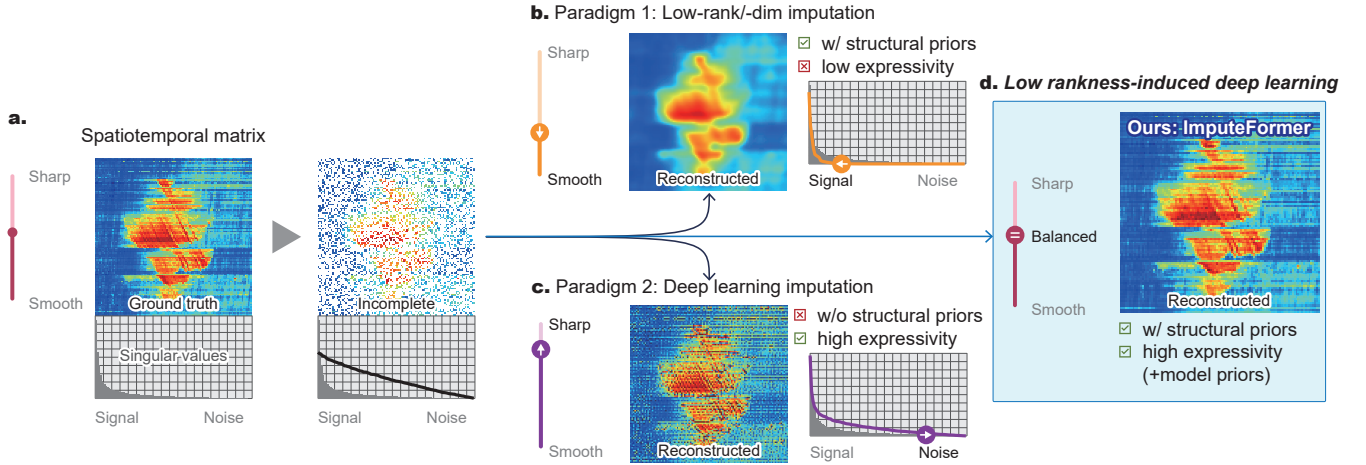 a.
Spatiotemporal matrix
Sharp
Smooth
Ground truth
Singular values
Signal
Noise
Incomplete
Signal
Noise
b. Paradigm 1: Low-rank/-dim imputation
Sharp
Smooth
Reconstructed
w/ structural priors
low expressivity
Signal
Noise
c. Paradigm 2: Deep learning imputation
Sharp
Smooth
Reconstructed
w/o structural priors
high expressivity
Signal
Noise
d. Low rankness-induced deep learning
Ours: ImputeFormer
Sharp
Balanced
Smooth
Reconstructed
w/ structural priors
high expressivity
(+model priors)